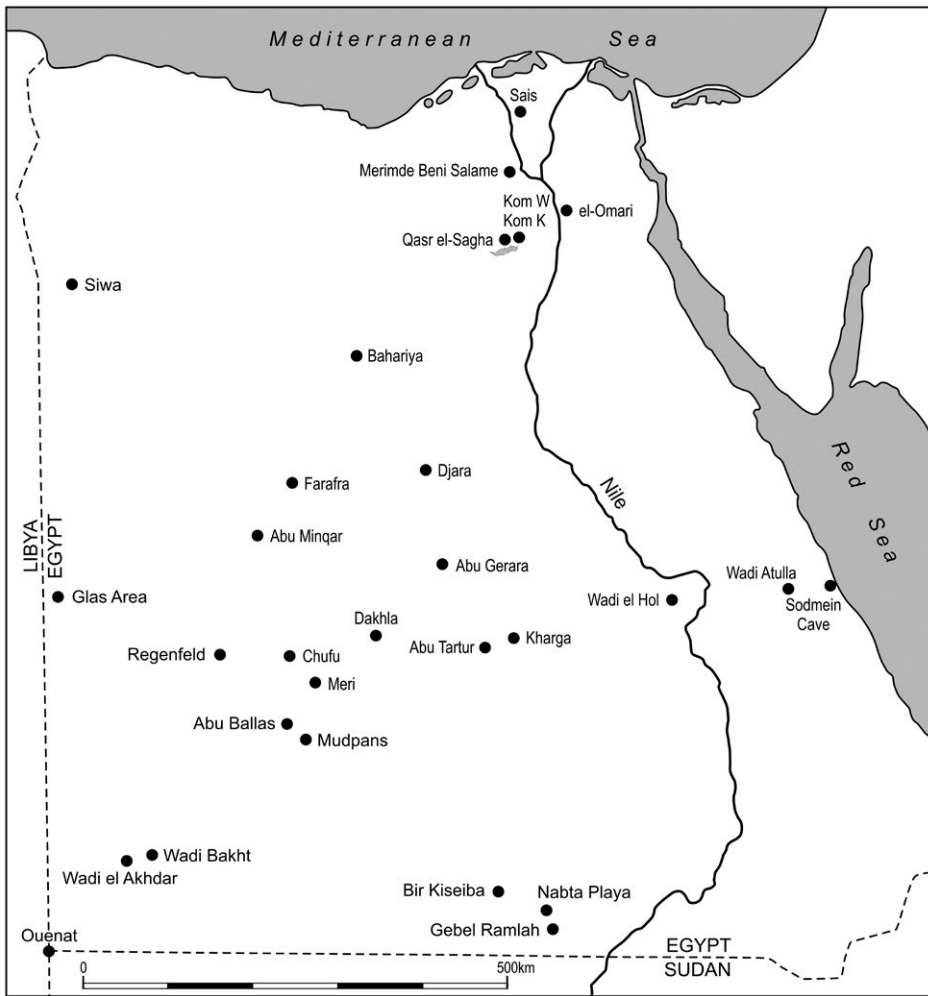 Mediterranean Sea
Sais
Merimde Beni Salame
Kom W
Kom K
el-Omari
Qasr el-Sagha
Siwa
Bahariya
Djara
Farafra
Nile
Red Sea
Abu Minqar
LIBYA
EGYPT
Abu Gerara
Wadi Atulla
Glas Area
Wadi el Hol
Sodmein
Cave
Dakhla
Kharga
Abu Tartur
Regenfeld
Chufu
Meri
Abu Ballas
Mudpans
Wadi Bakht
Wadi el Akhdar
Bir Kiseiba
Nabta Playa
Gebel Ramlah
Ouenat
EGYPT
SUDAN
0
500km